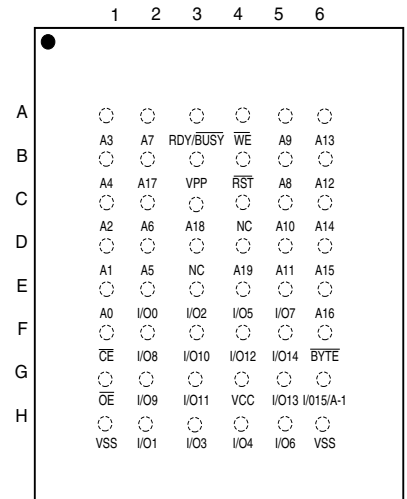 1 2 3 4 5 6
A
A3 A7 RDY/BUSY WE A9 A13
B
A4 A17 VPP RST A8 A12
C
A2 A6 A18 NC A10 A14
D
A1 A5 NC A19 A11 A15
E
A0 I/O0 I/O2 I/O5 I/O7 A16
F
CE I/O8 I/O10 I/O12 I/O14 BYTE
G
OE I/O9 I/O11 VCC I/O13 I/015/A-1
H
VSS I/O1 I/O3 I/O4 I/O6 VSS